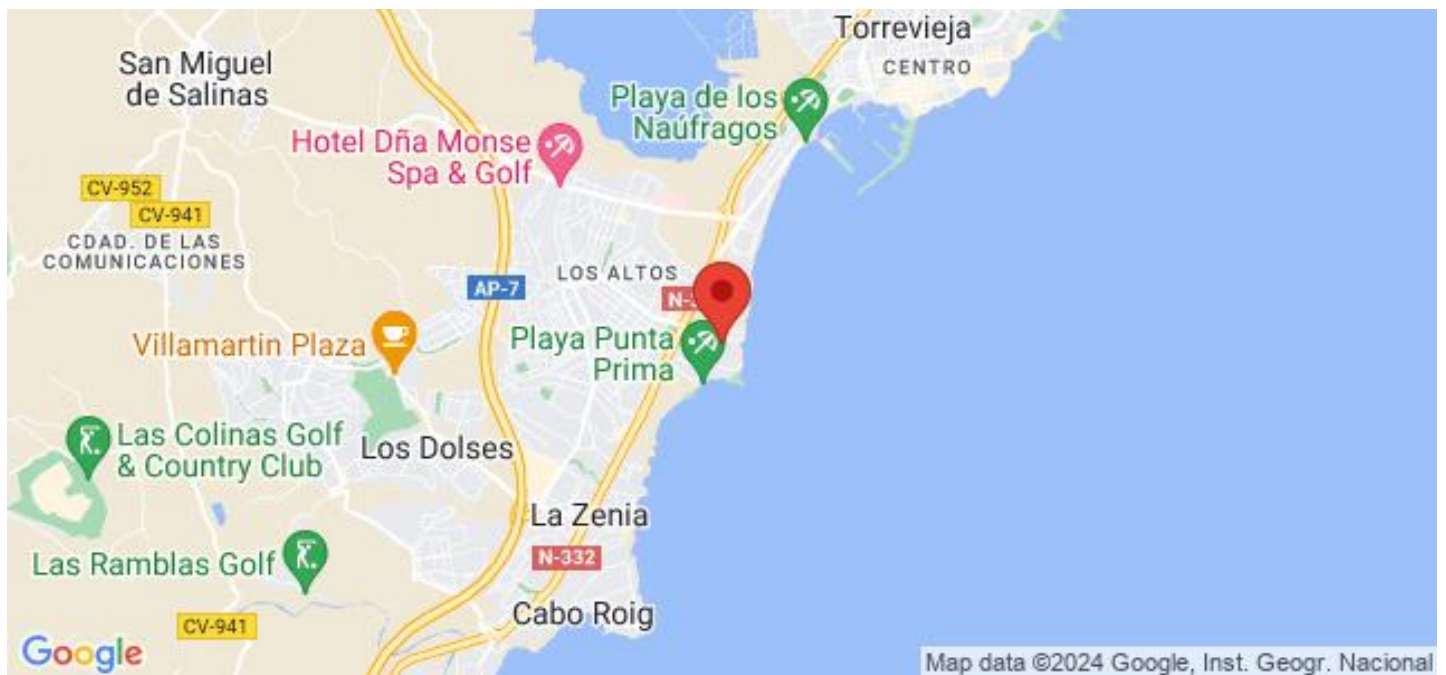 Torrevieja
CENTRO
San Miguel
de Salinas
Playa de los
Naúfragos
Hotel Dña Monse
Spa & Golf
CV-952
CV-941
CDAD. DE LAS
COMUNICACIONES
LOS ALTOS
AP-7
Villamartin Plaza
Playa Punta
Prima
Las Colinas Golf
& Country Club
Los Dolses
La Zenia
N-332
Las Ramblas Golf
Cabo Roig
CV-941
Google
Map data ©2024 Google, Inst. Geogr. Nacional